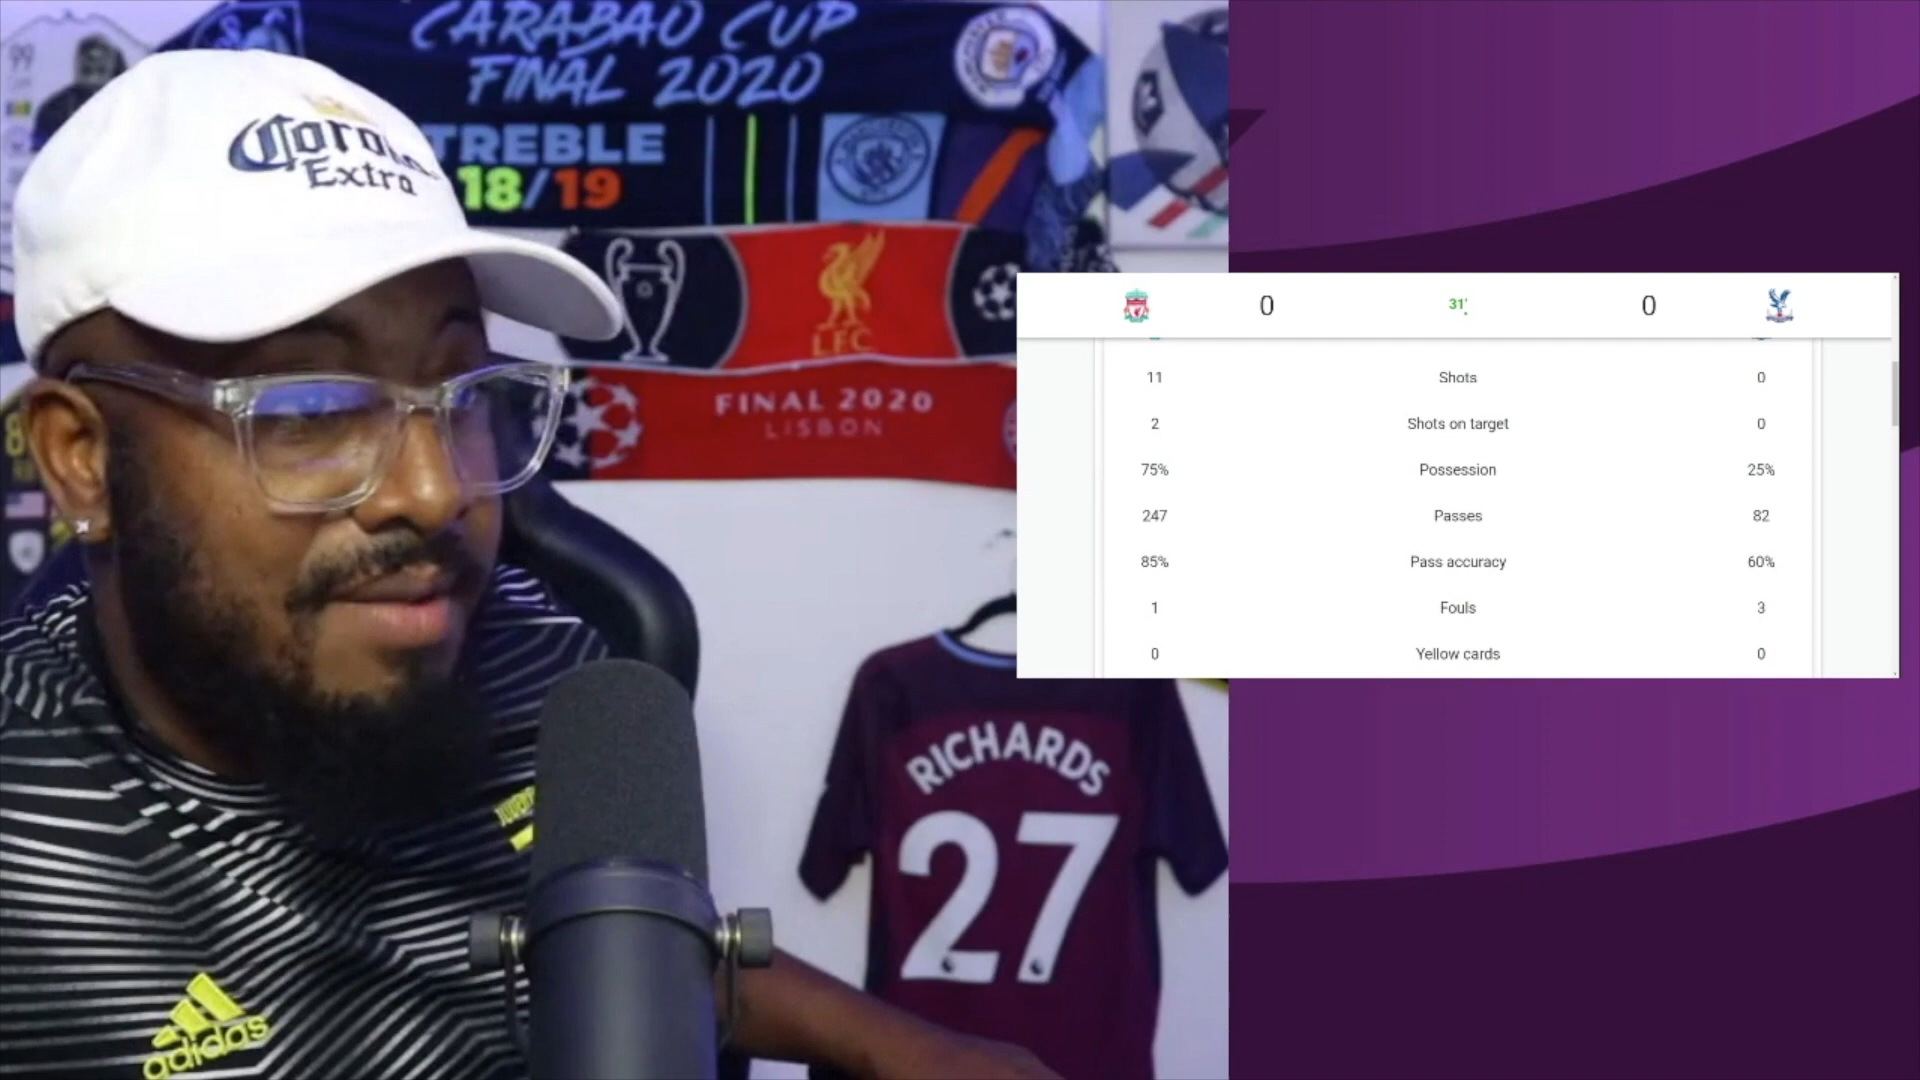 99
CARABAO CUP
FINAL 2020
TREBLE
18/19
Corona
Extra
LFC
FINAL 2020
LISBON
RICHARDS
27
adidas
0 31' 0
11 Shots 0
2 Shots on target 0
75% Possession 25%
247 Passes 82
85% Pass accuracy 60%
1 Fouls 3
0 Yellow cards 0